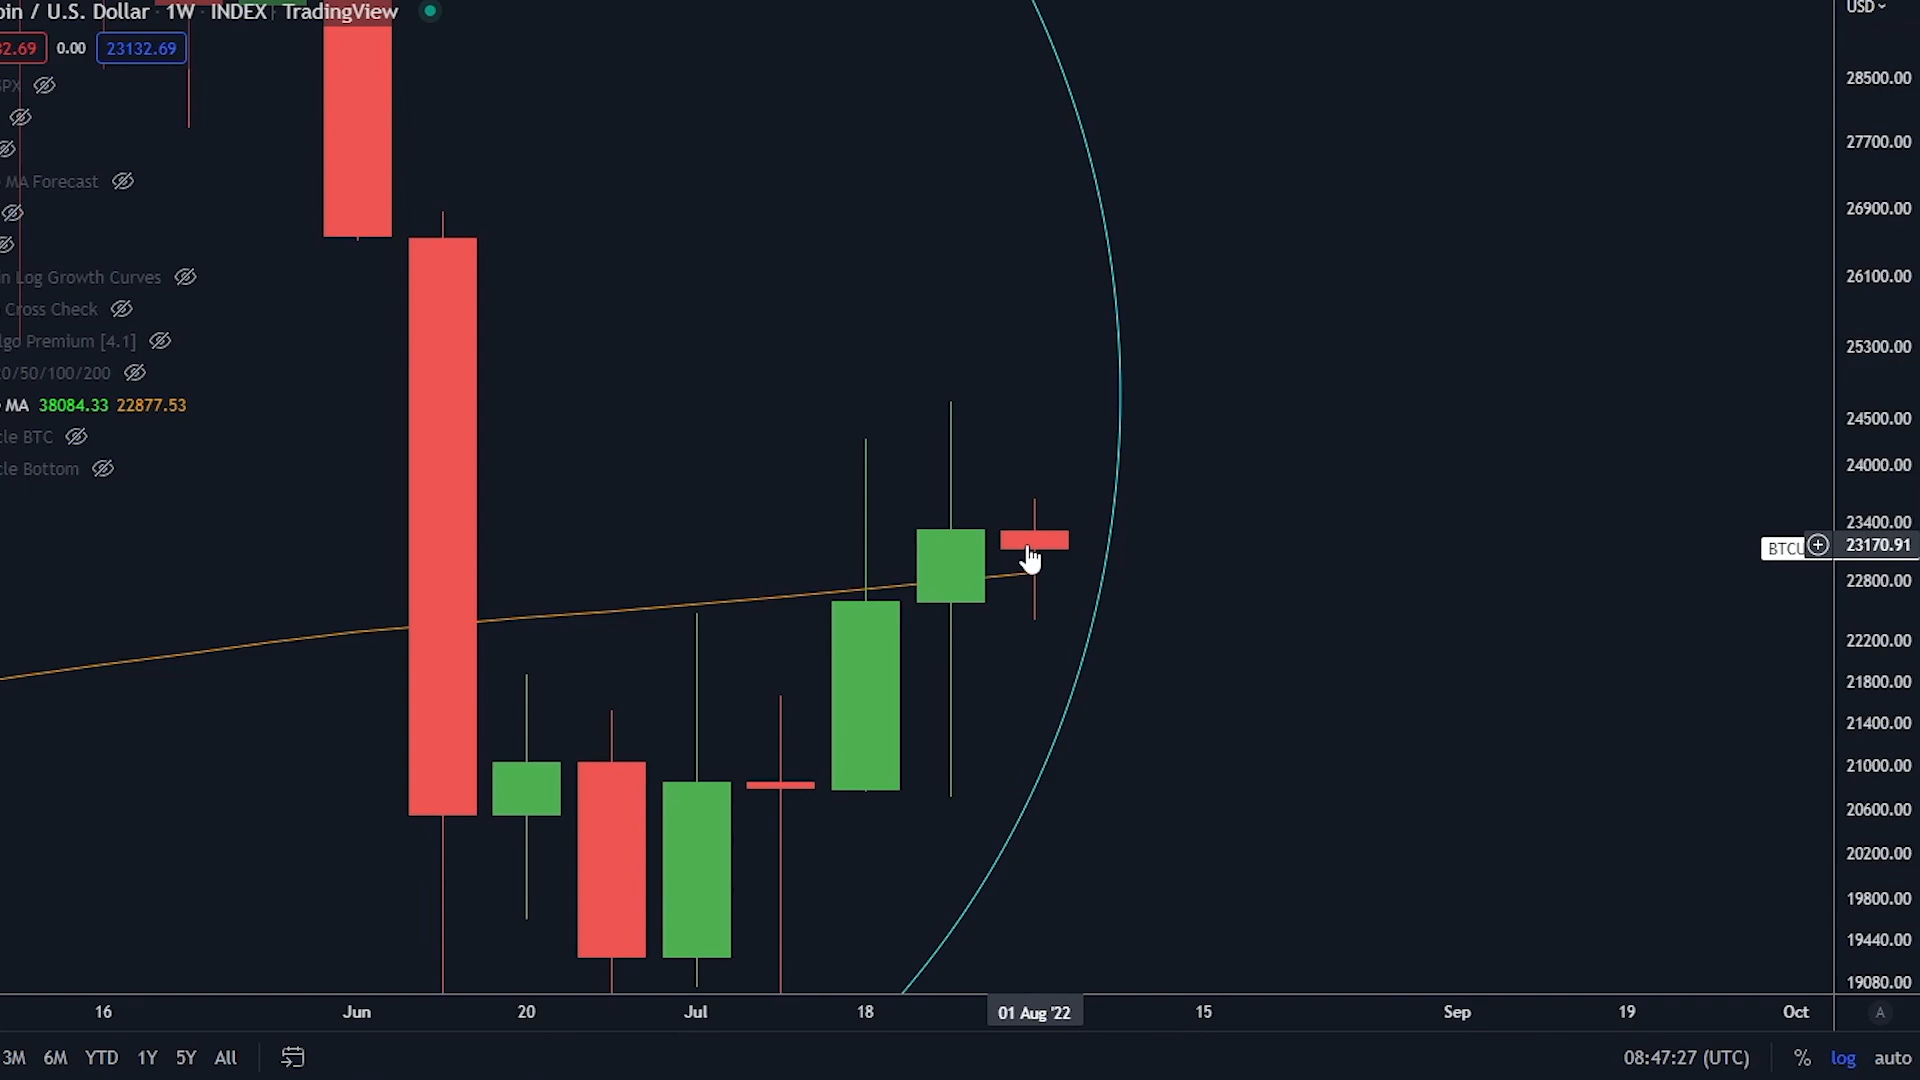 oin / U.S. Dollar · 1W · INDEX · TradingView
32.69 0.00 23132.69
SPX
MA Forecast
in Log Growth Curves
Cross Check
lgo Premium [4.1]
20/50/100/200
MA 38084.33 22877.53
cle BTC
cle Bottom
USD
28500.00
27700.00
26900.00
26100.00
25300.00
24500.00
24000.00
23400.00
BTCU 23170.91
22800.00
22200.00
21800.00
21400.00
21000.00
20600.00
20200.00
19800.00
19440.00
19080.00
16 Jun 20 Jul 18 01 Aug '22 15 Sep 19 Oct A
3M 6M YTD 1Y 5Y All 08:47:27 (UTC) % log auto